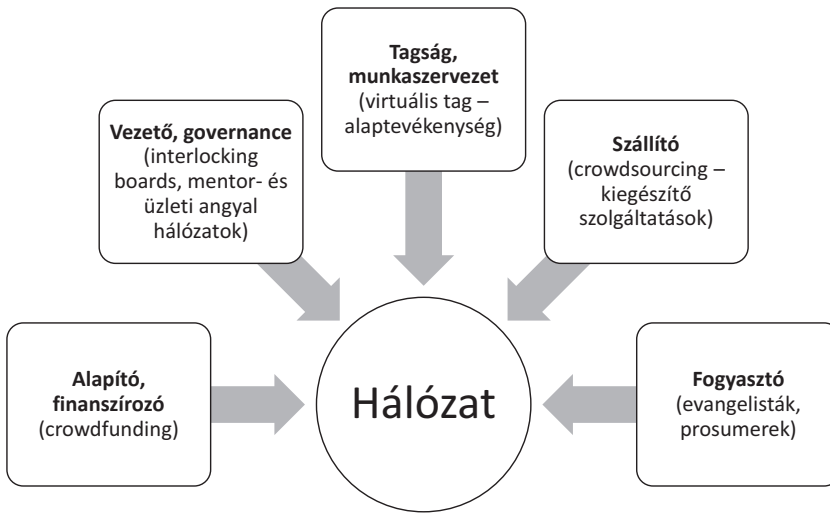 Tagság,
munkaszervezet
(virtuális tag –
alaptevékenység)
Vezető, governance
(interlocking
boards, mentor- és
üzleti angyal
hálózatok)
Szállító
(crowdsourcing –
kiegészítő
szolgáltatások)
Alapító,
finanszírozó
(crowdfunding)
Hálózat
Fogyasztó
(evangelisták,
prosumerek)